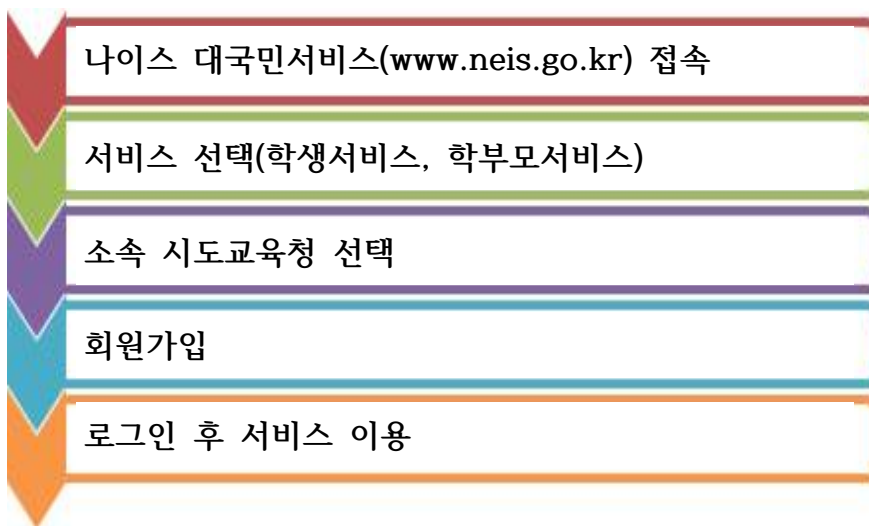 나이스 대국민서비스(www.neis.go.kr) 접속
서비스 선택(학생서비스, 학부모서비스)
소속 시도교육청 선택
회원가입
로그인 후 서비스 이용